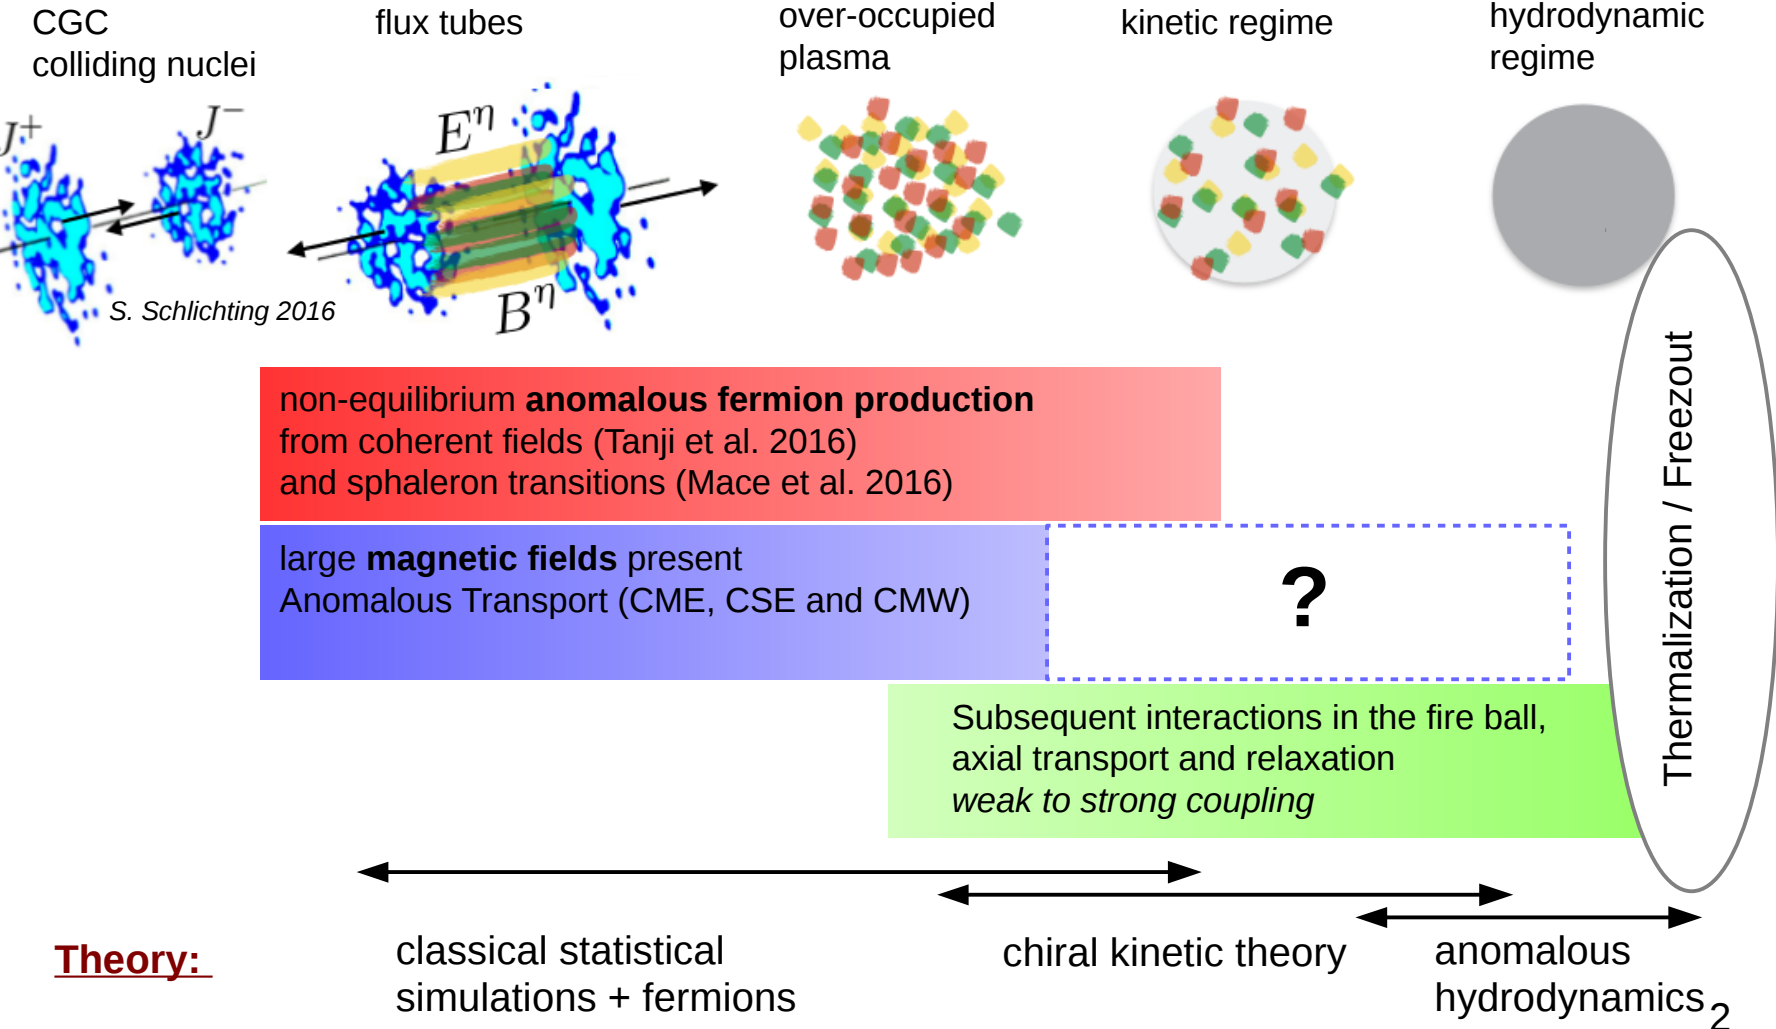 CGC
colliding nuclei
flux tubes
over-occupied
plasma
kinetic regime
hydrodynamic
regime
J⁺
J⁻
E^η
B^η
S. Schlichting 2016
non-equilibrium anomalous fermion production
from coherent fields (Tanji et al. 2016)
and sphaleron transitions (Mace et al. 2016)
large magnetic fields present
Anomalous Transport (CME, CSE and CMW)
?
Subsequent interactions in the fire ball,
axial transport and relaxation
weak to strong coupling
Thermalization / Freezout
Theory:
classical statistical
simulations + fermions
chiral kinetic theory
anomalous
hydrodynamics
2